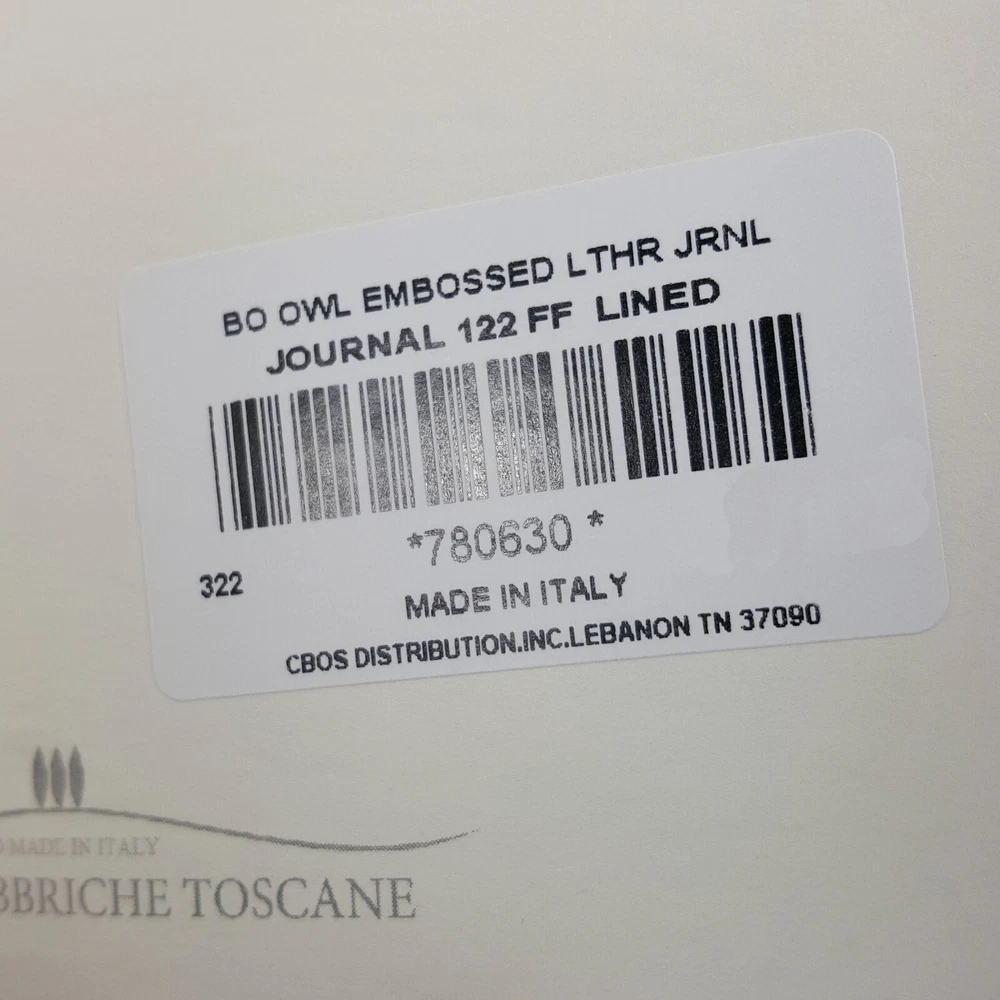 BO OWL EMBOSSED LTHR JRNL
JOURNAL 122 FF LINED
*780630 *
322
MADE IN ITALY
CBOS DISTRIBUTION.INC.LEBANON TN 37090
MADE IN ITALY
BBRICHE TOSCANE